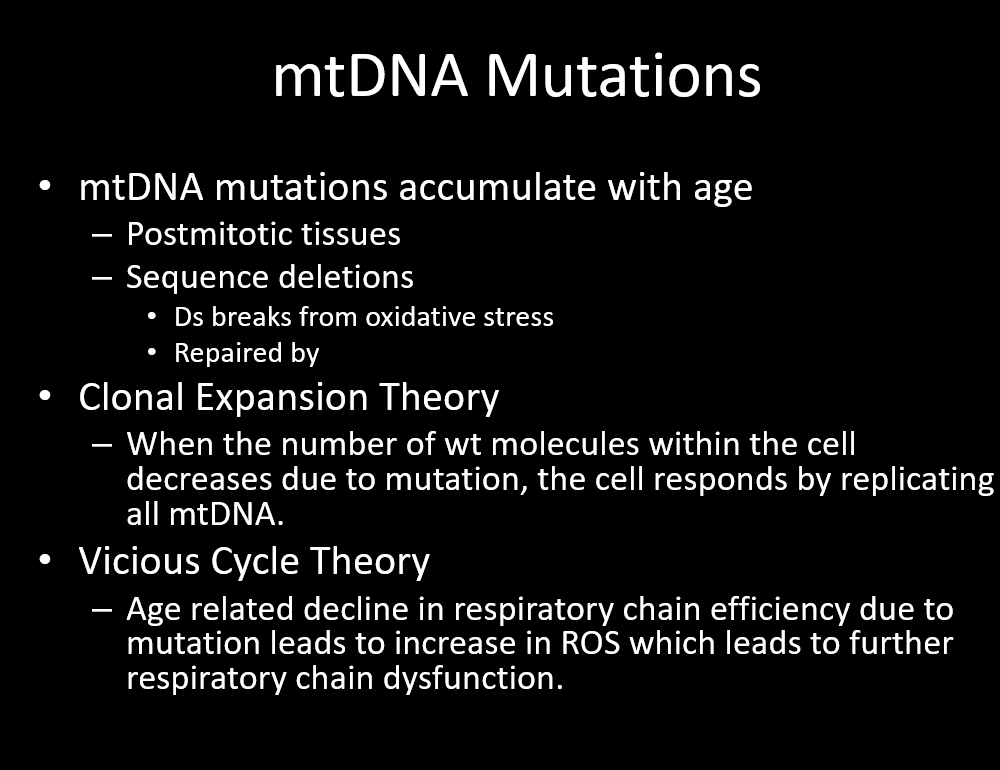 mtDNA Mutations
• mtDNA mutations accumulate with age
– Postmitotic tissues
– Sequence deletions
• Ds breaks from oxidative stress
• Repaired by
• Clonal Expansion Theory
– When the number of wt molecules within the cell
decreases due to mutation, the cell responds by replicating
all mtDNA.
• Vicious Cycle Theory
– Age related decline in respiratory chain efficiency due to
mutation leads to increase in ROS which leads to further
respiratory chain dysfunction.